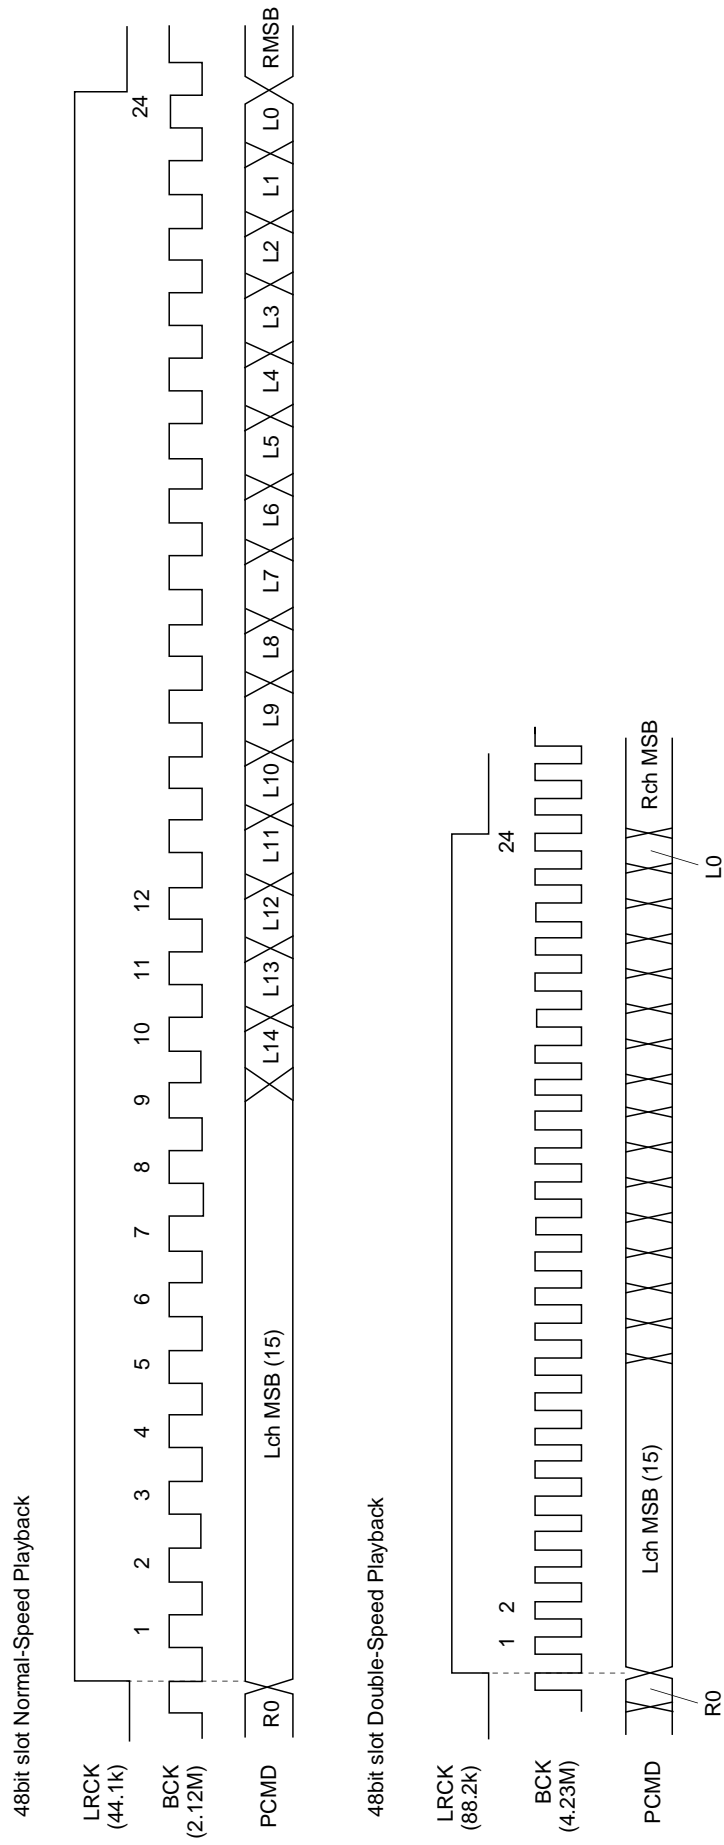 48bit slot Normal-Speed Playback
LRCK
(44.1k)
1 2 3 4 5 6 7 8 9 10 11 12 24
BCK
(2.12M)
PCMD
R0 Lch MSB (15) L14 L13 L12 L11 L10 L9 L8 L7 L6 L5 L4 L3 L2 L1 L0 RMSB
48bit slot Double-Speed Playback
LRCK
(88.2k)
1 2 24
BCK
(4.23M)
PCMD
Lch MSB (15) Rch MSB
R0 L0